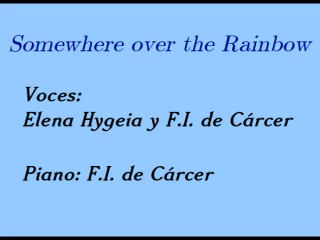 Somewhere over the Rainbow
Voces:
Elena Hygeia y F.I. de Cárcer
Piano: F.I. de Cárcer